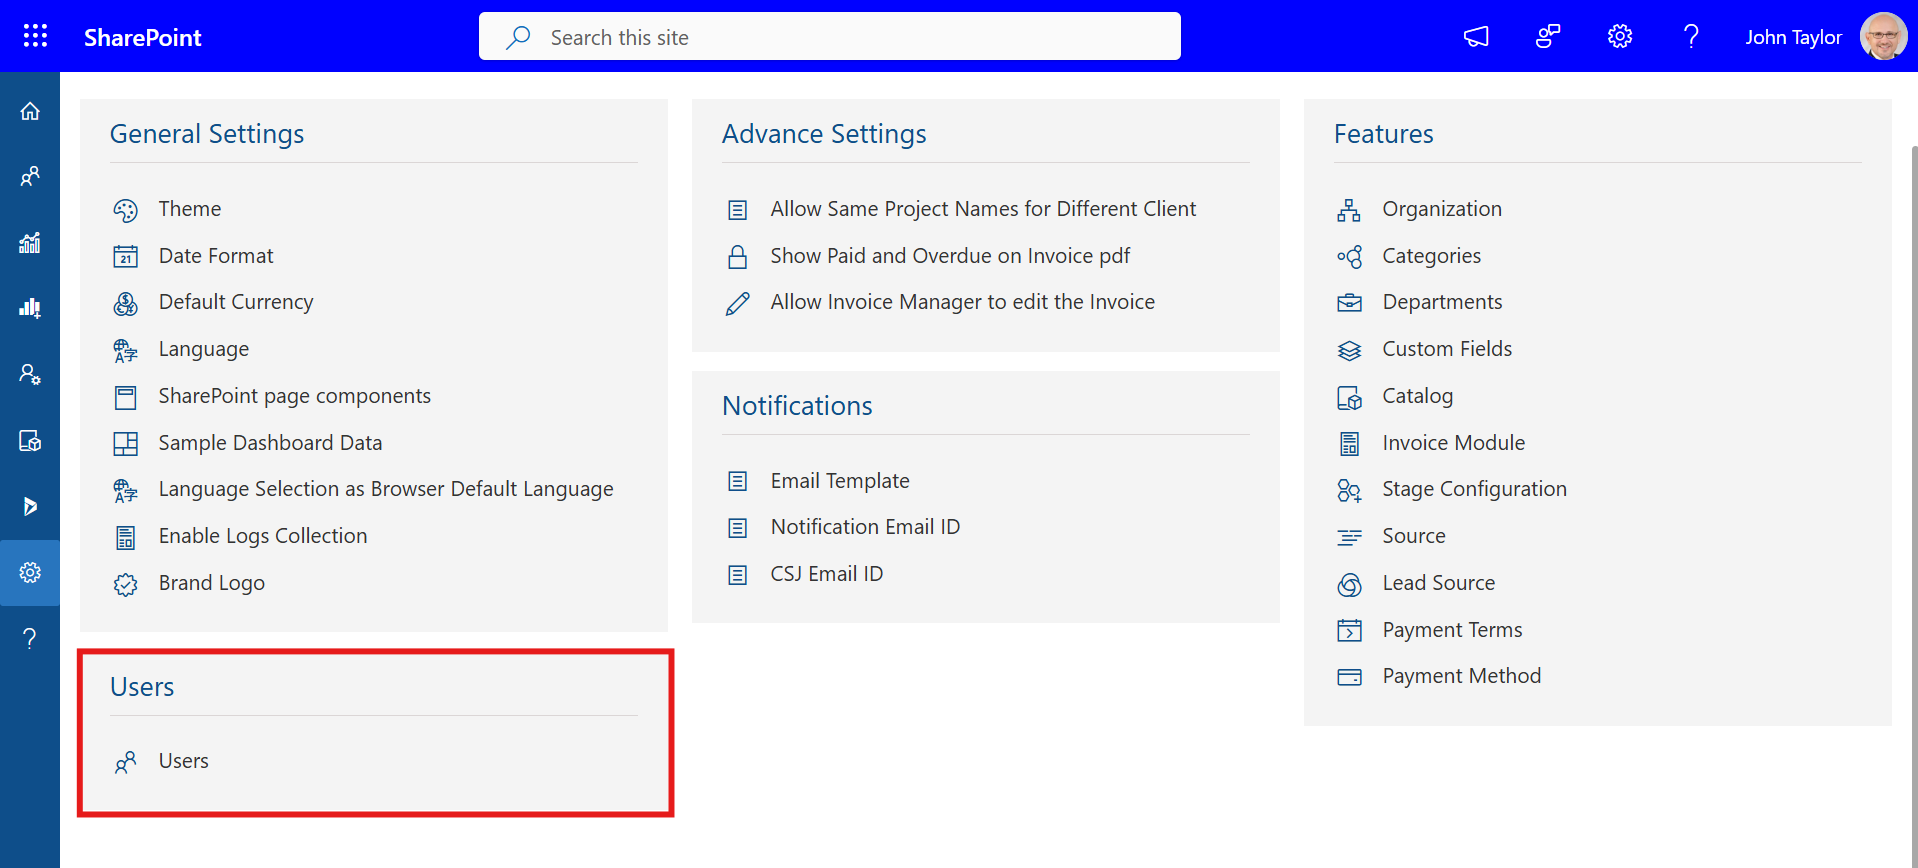 SharePoint
Search this site
John Taylor
General Settings
Theme
Date Format
Default Currency
Language
SharePoint page components
Sample Dashboard Data
Language Selection as Browser Default Language
Enable Logs Collection
Brand Logo
Users
Users
Advance Settings
Allow Same Project Names for Different Client
Show Paid and Overdue on Invoice pdf
Allow Invoice Manager to edit the Invoice
Notifications
Email Template
Notification Email ID
CSJ Email ID
Features
Organization
Categories
Departments
Custom Fields
Catalog
Invoice Module
Stage Configuration
Source
Lead Source
Payment Terms
Payment Method